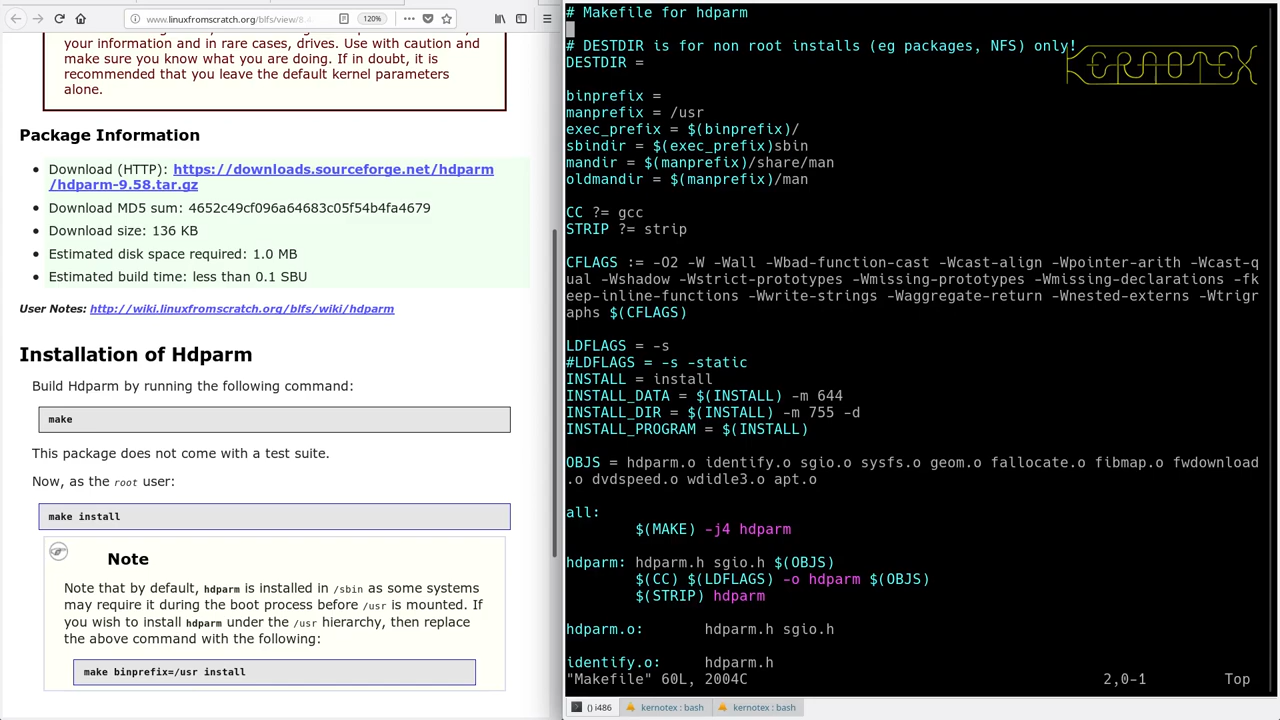 www.linuxfromscratch.org/blfs/view/8.4
120%
your information and in rare cases, drives. Use with caution and
make sure you know what you are doing. If in doubt, it is
recommended that you leave the default kernel parameters
alone.
Package Information
Download (HTTP): https://downloads.sourceforge.net/hdparm
/hdparm-9.58.tar.gz
Download MD5 sum: 4652c49cf096a64683c05f54b4fa4679
Download size: 136 KB
Estimated disk space required: 1.0 MB
Estimated build time: less than 0.1 SBU
User Notes: http://wiki.linuxfromscratch.org/blfs/wiki/hdparm
Installation of Hdparm
Build Hdparm by running the following command:
make
This package does not come with a test suite.
Now, as the root user:
make install
Note
Note that by default, hdparm is installed in /sbin as some systems
may require it during the boot process before /usr is mounted. If
you wish to install hdparm under the /usr hierarchy, then replace
the above command with the following:
make binprefix=/usr install
# Makefile for hdparm
# DESTDIR is for non root installs (eg packages, NFS) only!
DESTDIR =
KERNOTEX
binprefix =
manprefix = /usr
exec_prefix = $(binprefix)/
sbindir = $(exec_prefix)sbin
mandir = $(manprefix)/share/man
oldmandir = $(manprefix)/man
CC ?= gcc
STRIP ?= strip
CFLAGS := -O2 -W -Wall -Wbad-function-cast -Wcast-align -Wpointer-arith -Wcast-q
ual -Wshadow -Wstrict-prototypes -Wmissing-prototypes -Wmissing-declarations -fk
eep-inline-functions -Wwrite-strings -Waggregate-return -Wnested-externs -Wtrigr
aphs $(CFLAGS)
LDFLAGS = -s
#LDFLAGS = -s -static
INSTALL = install
INSTALL_DATA = $(INSTALL) -m 644
INSTALL_DIR = $(INSTALL) -m 755 -d
INSTALL_PROGRAM = $(INSTALL)
OBJS = hdparm.o identify.o sgio.o sysfs.o geom.o fallocate.o fibmap.o fwdownload
.o dvdspeed.o wdidle3.o apt.o
all:
$(MAKE) -j4 hdparm
hdparm: hdparm.h sgio.h $(OBJS)
$(CC) $(LDFLAGS) -o hdparm $(OBJS)
$(STRIP) hdparm
hdparm.o: hdparm.h sgio.h
identify.o: hdparm.h
"Makefile" 60L, 2004C 2,0-1 Top
() i486
kernotex : bash
kernotex : bash